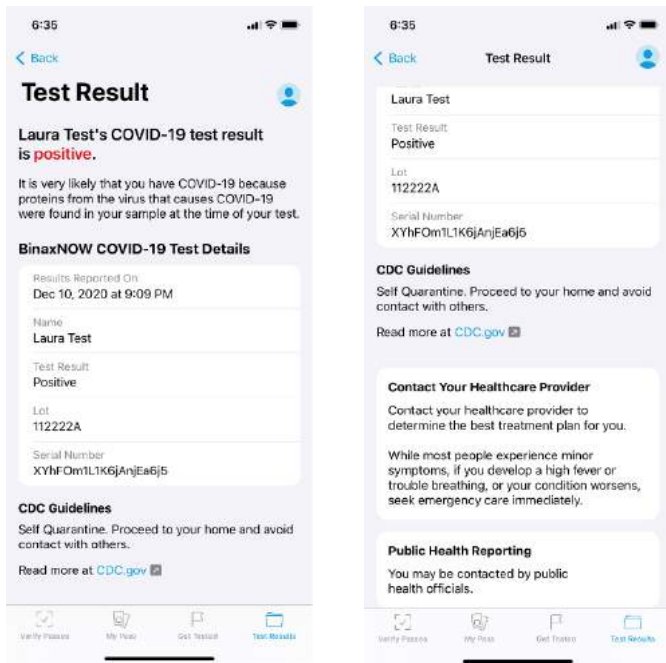 6:35
Back
Test Result
Laura Test's COVID-19 test result
is positive.
It is very likely that you have COVID-19 because
proteins from the virus that causes COVID-19
were found in your sample at the time of your test.
BinaxNOW COVID-19 Test Details
Results Reported On
Dec 10, 2020 at 9:09 PM
Name
Laura Test
Test Result
Positive
Lot
112222A
Serial Number
XYhFOm1L1K6jAnjEa6j5
CDC Guidelines
Self Quarantine. Proceed to your home and avoid
contact with others.
Read more at CDC.gov
Verify Passes
My Pass
Get Tested
Test Results
6:35
Back
Test Result
Laura Test
Test Result
Positive
Lot
112222A
Serial Number
XYhFOm1L1K6jAnjEa6j5
CDC Guidelines
Self Quarantine. Proceed to your home and avoid
contact with others.
Read more at CDC.gov
Contact Your Healthcare Provider
Contact your healthcare provider to
determine the best treatment plan for you.
While most people experience minor
symptoms, if you develop a high fever or
trouble breathing, or your condition worsens,
seek emergency care immediately.
Public Health Reporting
You may be contacted by public
health officials.
Verify Passes
My Pass
Get Tested
Test Results